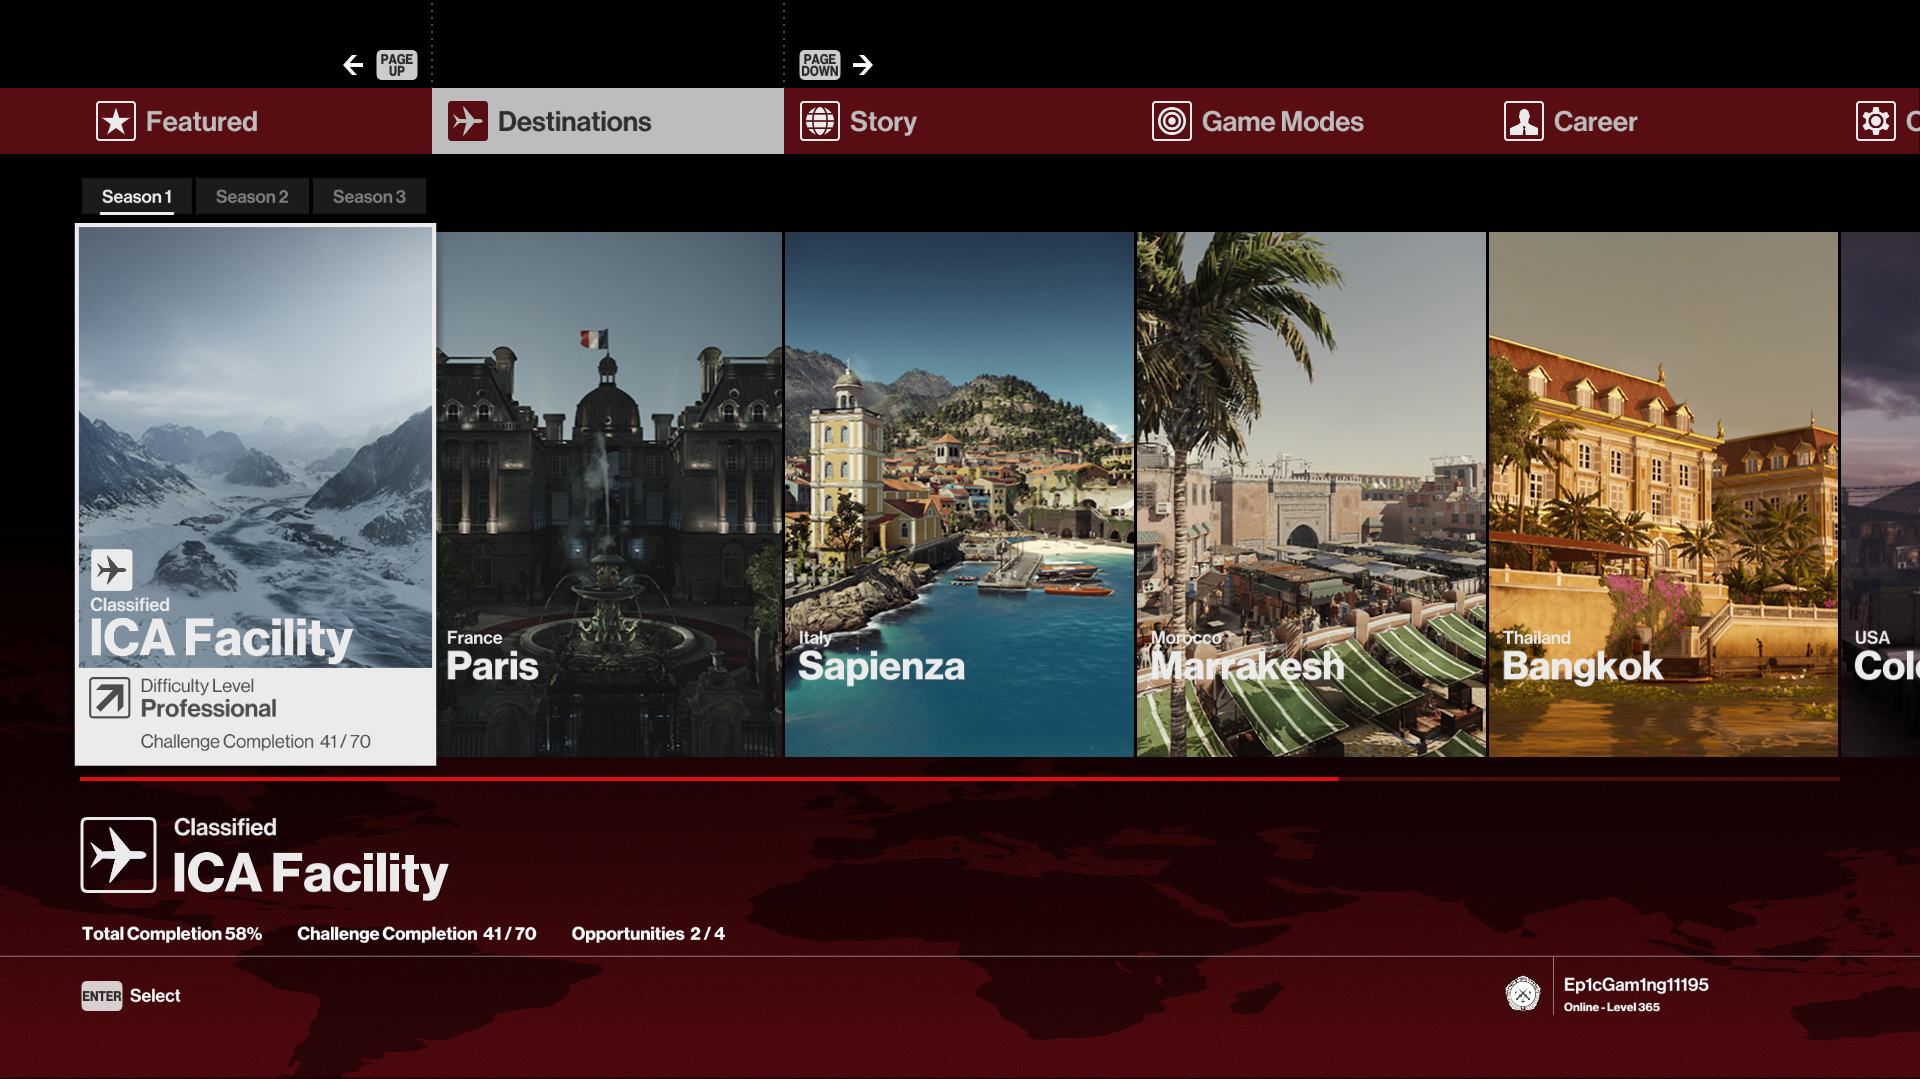 PAGE UP
PAGE DOWN
Featured
Destinations
Story
Game Modes
Career
Season 1
Season 2
Season 3
Classified
ICA Facility
Difficulty Level
Professional
Challenge Completion 41 / 70
France
Paris
Italy
Sapienza
Morocco
Marrakesh
Thailand
Bangkok
USA
Classified
ICA Facility
Total Completion 58% Challenge Completion 41 / 70 Opportunities 2 / 4
ENTER Select
Ep1cGam1ng11195
Online - Level 365